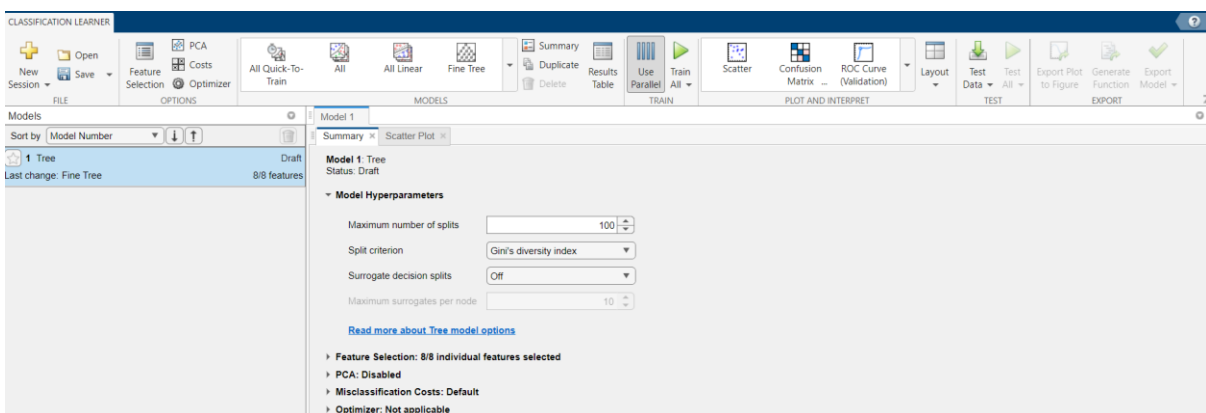 CLASSIFICATION LEARNER
?
New Session
Open
Save
FILE
Feature Selection
PCA
Costs
Optimizer
OPTIONS
All Quick-To-Train
All
All Linear
Fine Tree
Summary
Duplicate
Delete
Results Table
MODELS
Use Parallel
Train All
TRAIN
Scatter
Confusion Matrix ...
ROC Curve (Validation)
Layout
PLOT AND INTERPRET
Test Data
Test All
TEST
Export Plot to Figure
Generate Function
Export Model
EXPORT
Models
Sort by Model Number
1 Tree Draft
Last change: Fine Tree 8/8 features
Model 1
Summary Scatter Plot
Model 1: Tree
Status: Draft
Model Hyperparameters
Maximum number of splits 100
Split criterion Gini's diversity index
Surrogate decision splits Off
Maximum surrogates per node 10
Read more about Tree model options
Feature Selection: 8/8 individual features selected
PCA: Disabled
Misclassification Costs: Default
Optimizer: Not applicable